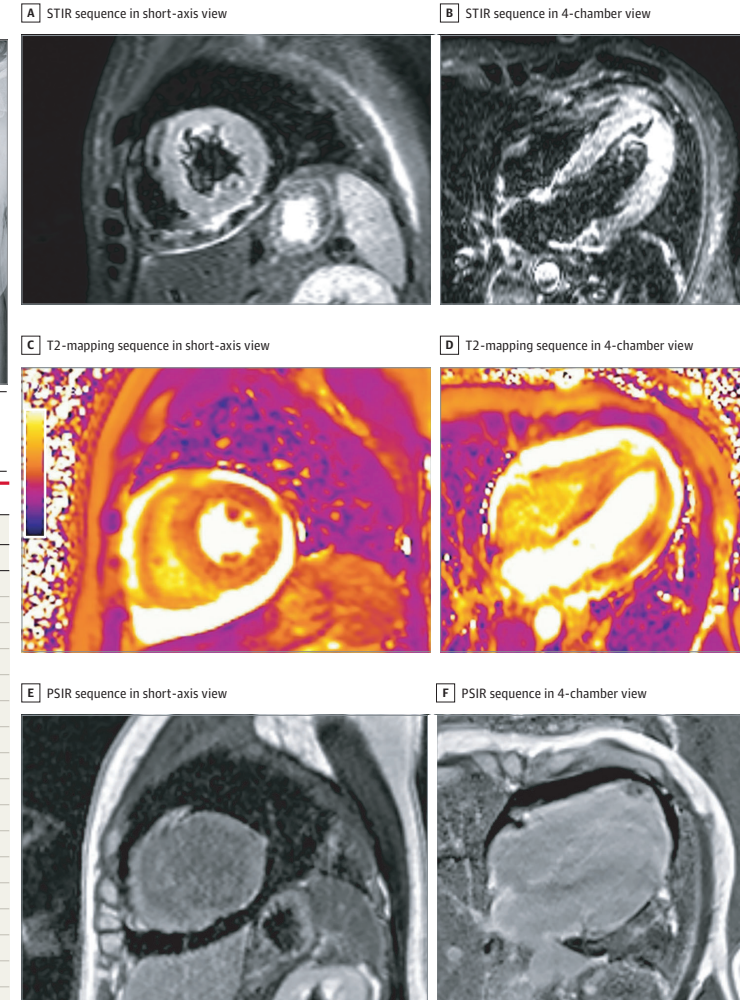 A STIR sequence in short-axis view
B STIR sequence in 4-chamber view
C T2-mapping sequence in short-axis view
D T2-mapping sequence in 4-chamber view
E PSIR sequence in short-axis view
F PSIR sequence in 4-chamber view